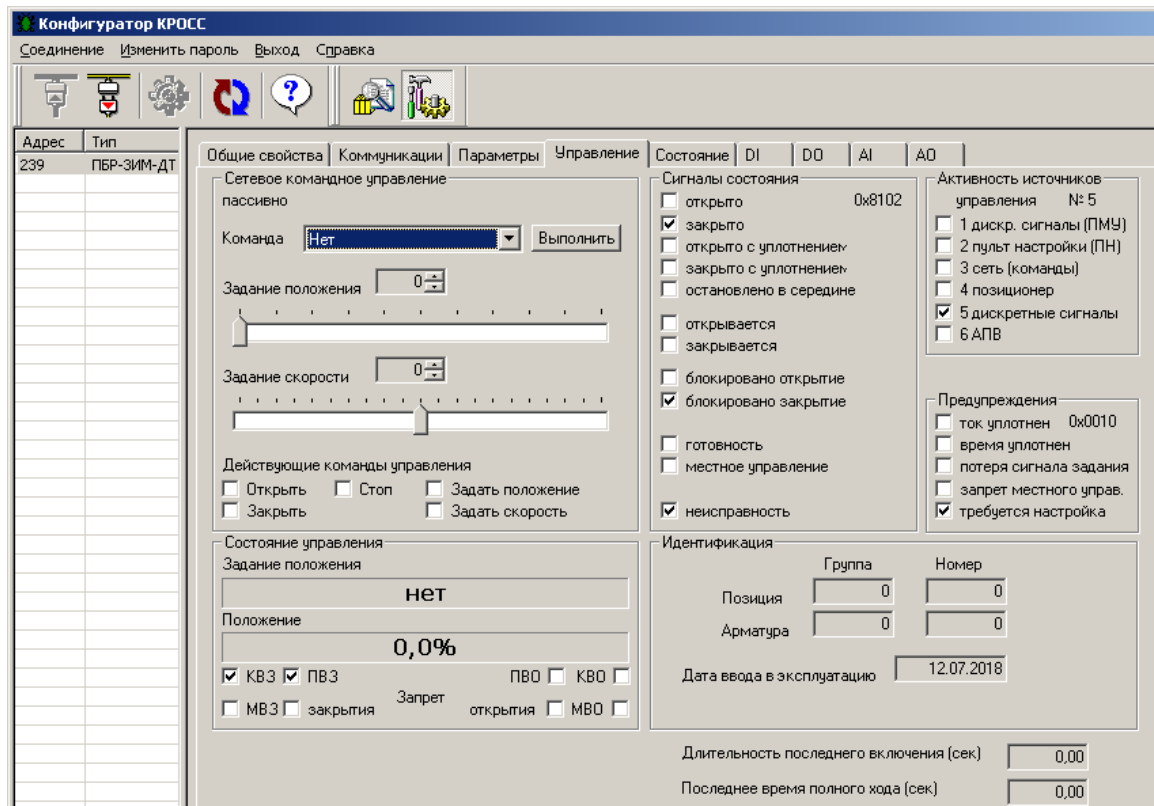 Конфигуратор КРОСС
Соединение Изменить пароль Выход Справка
Адрес Тип
239 ПБР-ЗИМ-ДТ
Общие свойства Коммуникации Параметры Управление Состояние DI DO AI AO
Сетевое командное управление
пассивно
Команда Нет Выполнить
Задание положения 0
Задание скорости 0
Действующие команды управления
Открыть Стоп Задать положение
Закрыть Задать скорость
Состояние управления
Задание положения
нет
Положение
0,0%
КВЗ ПВЗ ПВО КВО
Запрет
МВЗ закрытия открытия МВО
Сигналы состояния
открыто 0x8102
закрыто
открыто с уплотнением
закрыто с уплотнением
остановлено в середине
открывается
закрывается
блокировано открытие
блокировано закрытие
готовность
местное управление
неисправность
Активность источников
управления № 5
1 дискр. сигналы (ПМУ)
2 пульт настройки (ПН)
3 сеть (команды)
4 позиционер
5 дискретные сигналы
6 АПВ
Предупреждения
ток уплотнен 0x0010
время уплотнен
потеря сигнала задания
запрет местного управ.
требуется настройка
Идентификация
Группа Номер
Позиция 0 0
Арматура 0 0
Дата ввода в эксплуатацию 12.07.2018
Длительность последнего включения (сек) 0,00
Последнее время полного хода (сек) 0,00